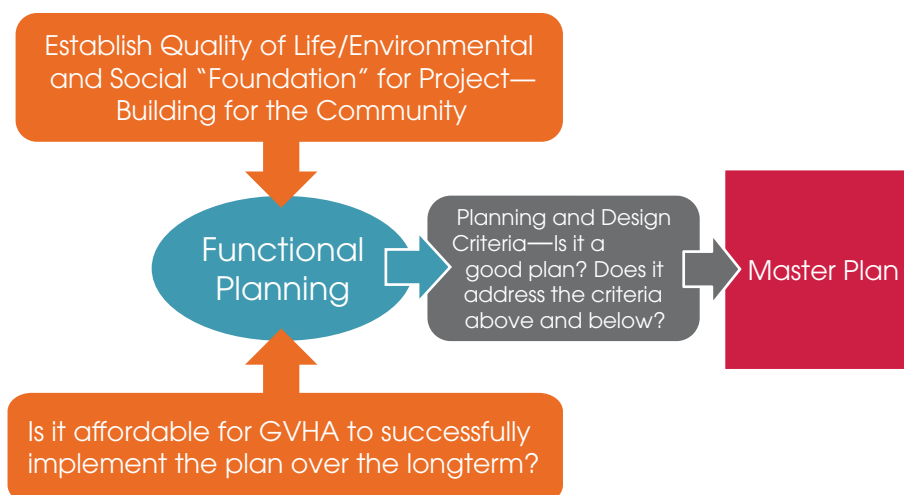 Establish Quality of Life/Environmental
and Social “Foundation” for Project—
Building for the Community
Functional
Planning
Planning and Design
Criteria—Is it a
good plan? Does it
address the criteria
above and below?
Master Plan
Is it affordable for GVHA to successfully
implement the plan over the longterm?